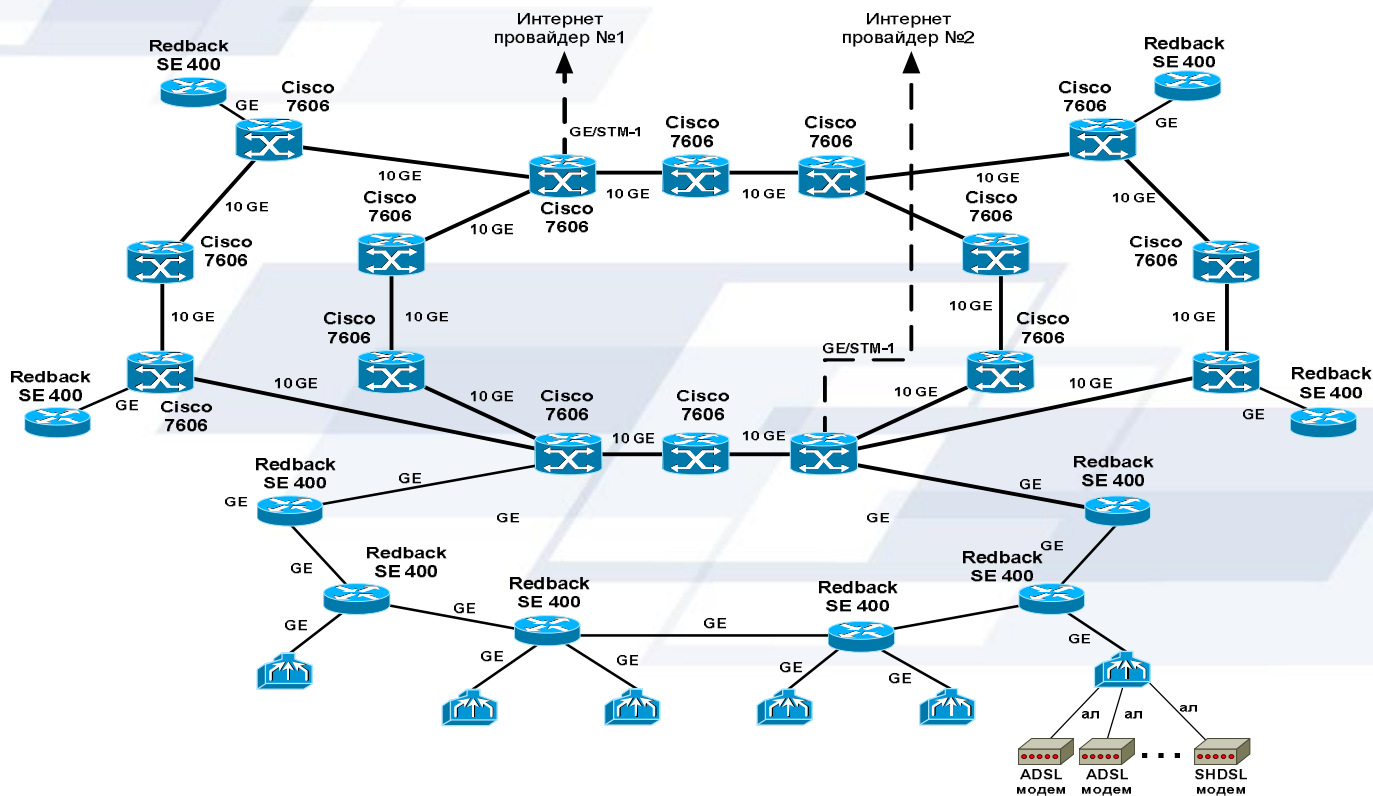 Интернет
провайдер №1
Интернет
провайдер №2
Redback
SE 400
Redback
SE 400
Cisco
7606
Cisco
7606
GE
GE
GE/STM-1
Cisco
7606
Cisco
7606
10 GE
Cisco
7606
10 GE
10 GE
10 GE
10 GE
Cisco
7606
10 GE
Cisco
7606
10 GE
Cisco
7606
Cisco
7606
10 GE
10 GE
10 GE
10 GE
Cisco
7606
Cisco
7606
GE/STM-1
Redback
SE 400
GE
Cisco
7606
10 GE
10 GE
Cisco
7606
Cisco
7606
10 GE
10 GE
Redback
SE 400
GE
10 GE
10 GE
Redback
SE 400
GE
GE
Redback
SE 400
GE
GE
GE
GE
Redback
SE 400
Redback
SE 400
Redback
SE 400
Redback
SE 400
GE
GE
GE
GE
GE
GE
GE
GE
GE
GE
ал
ал
ал
ADSL
модем
ADSL
модем
SHDSL
модем